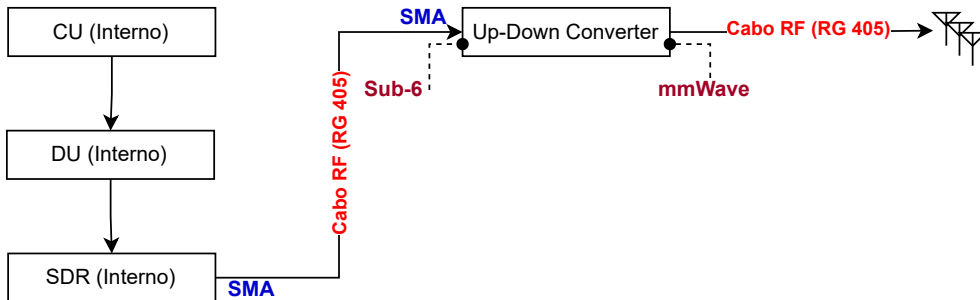 CU (Interno)
DU (Interno)
SDR (Interno)
SMA
Cabo RF (RG 405)
SMA
Up-Down Converter
Sub-6
mmWave
Cabo RF (RG 405)